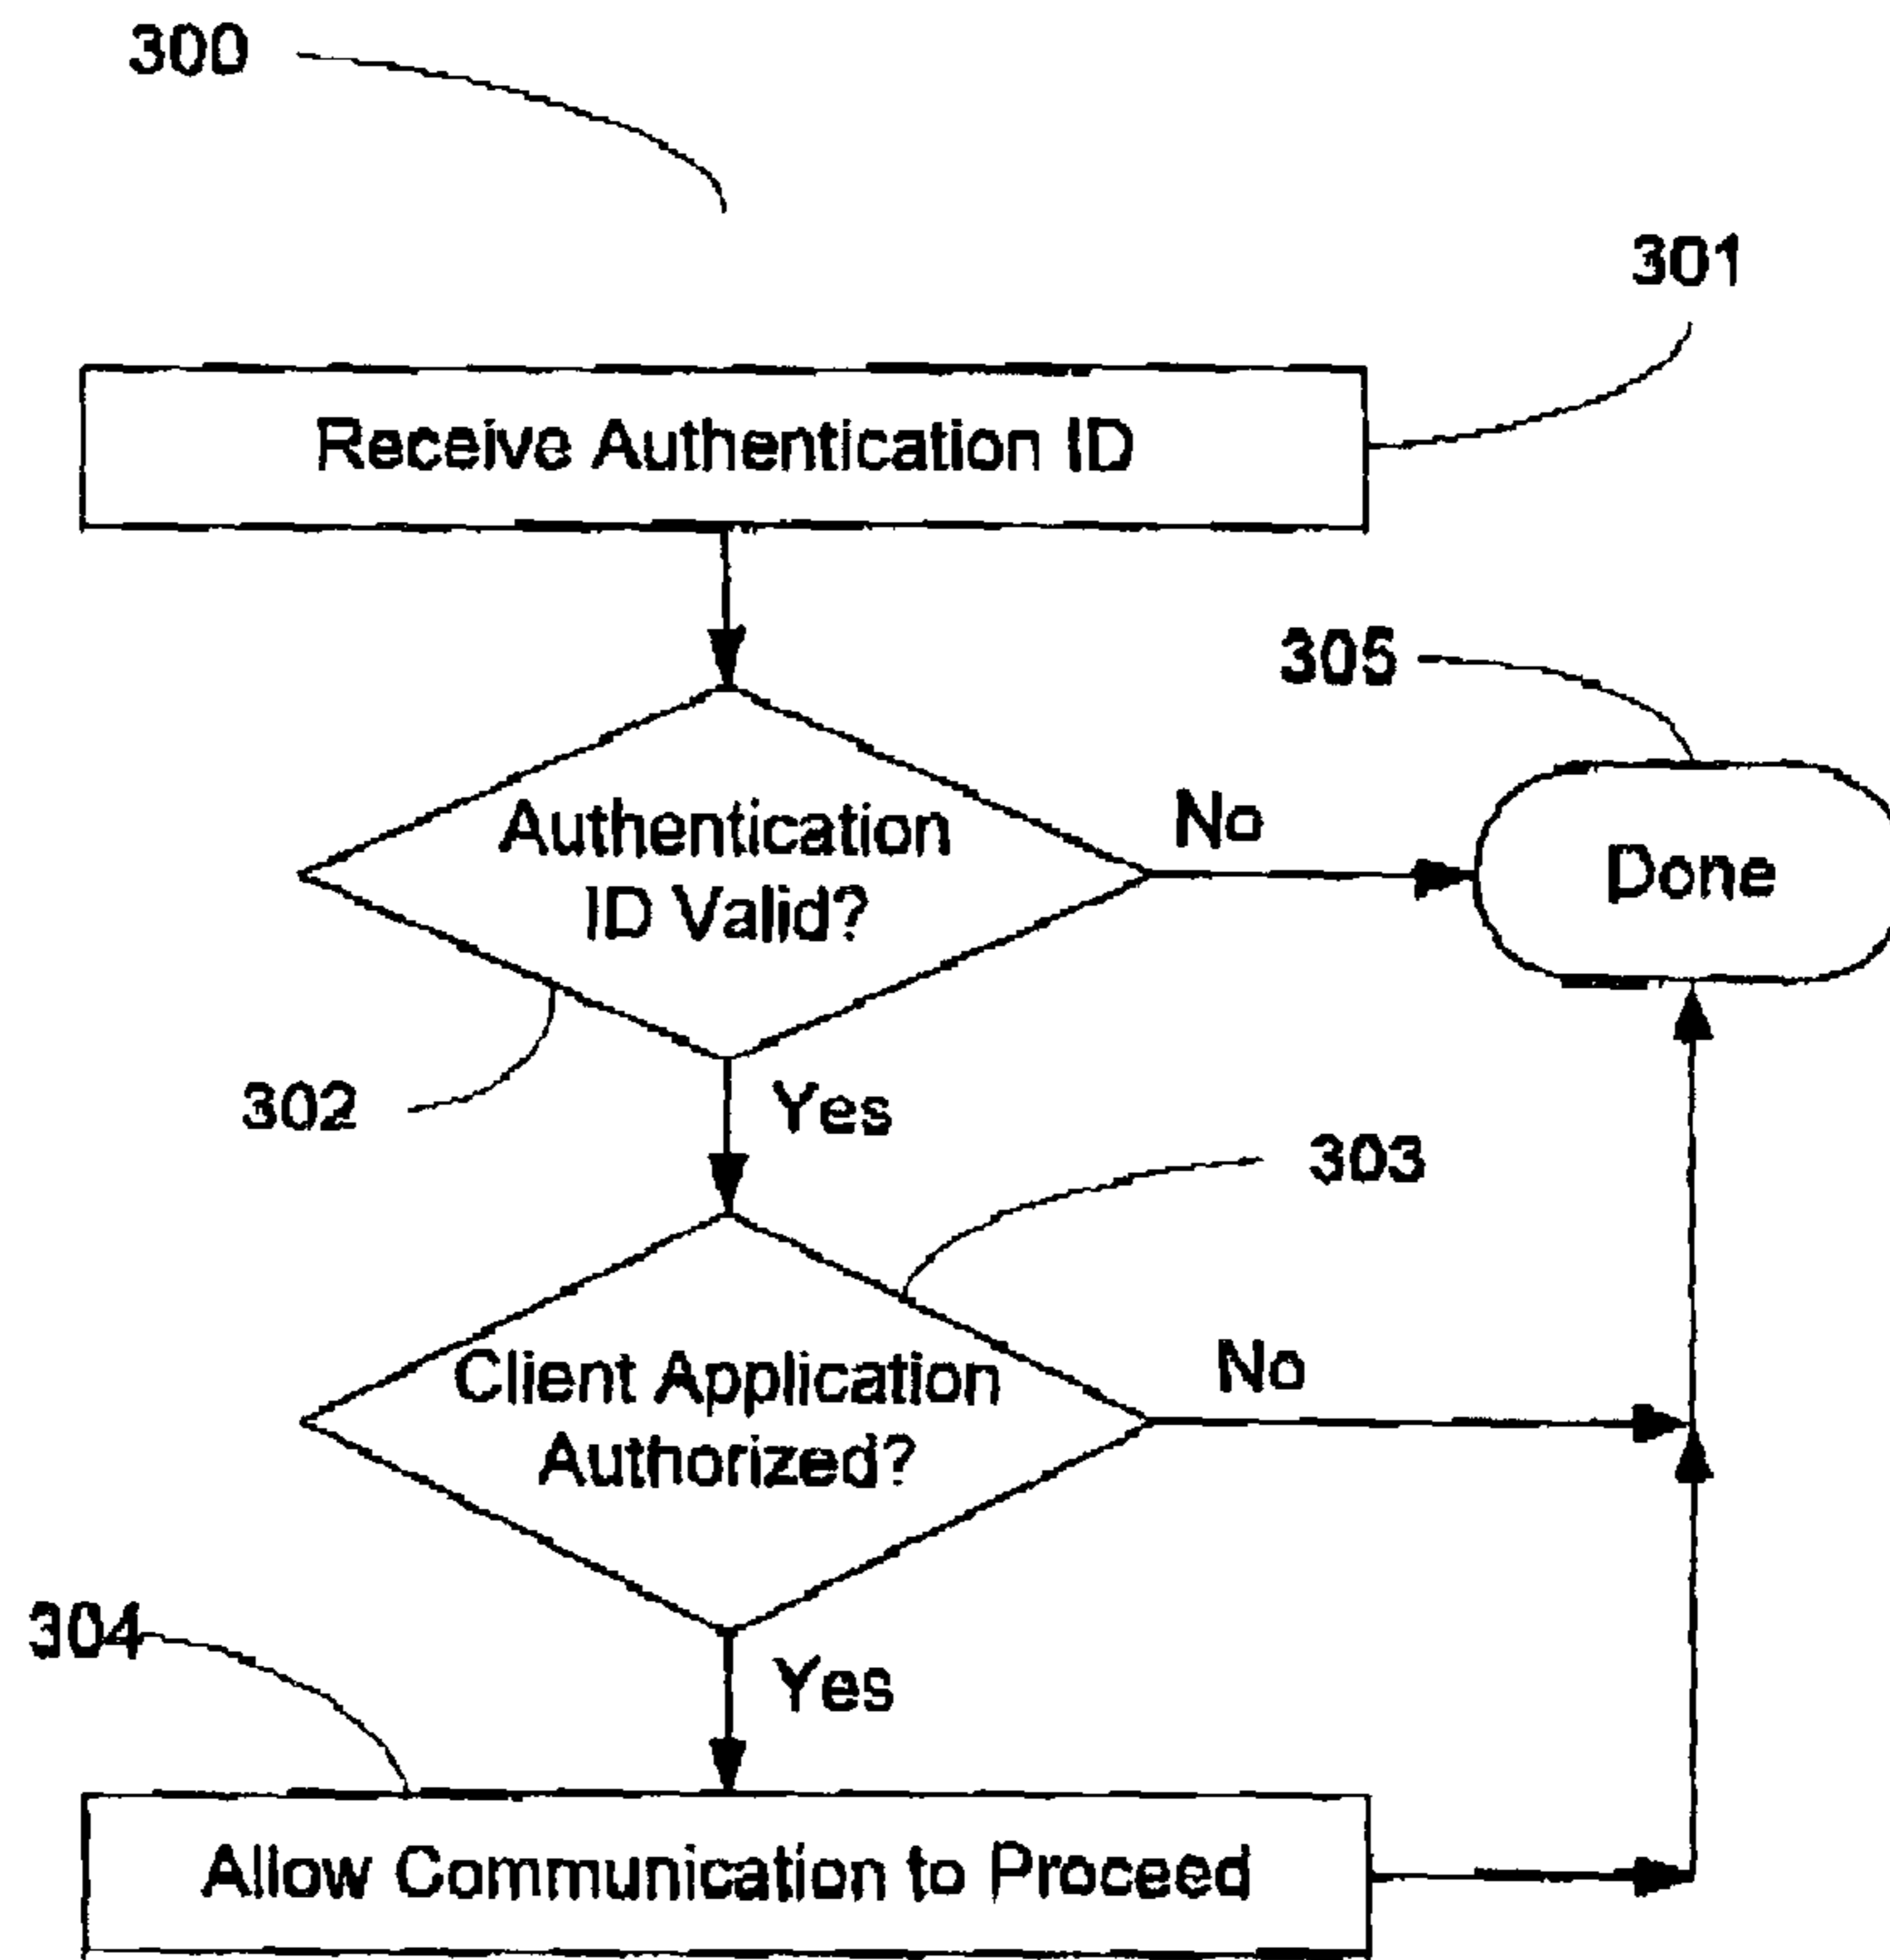 300
301
Receive Authentication ID
305
Authentication
ID Valid?
No
Done
302
Yes
303
Client Application
Authorized?
No
304
Yes
Allow Communication to Proceed